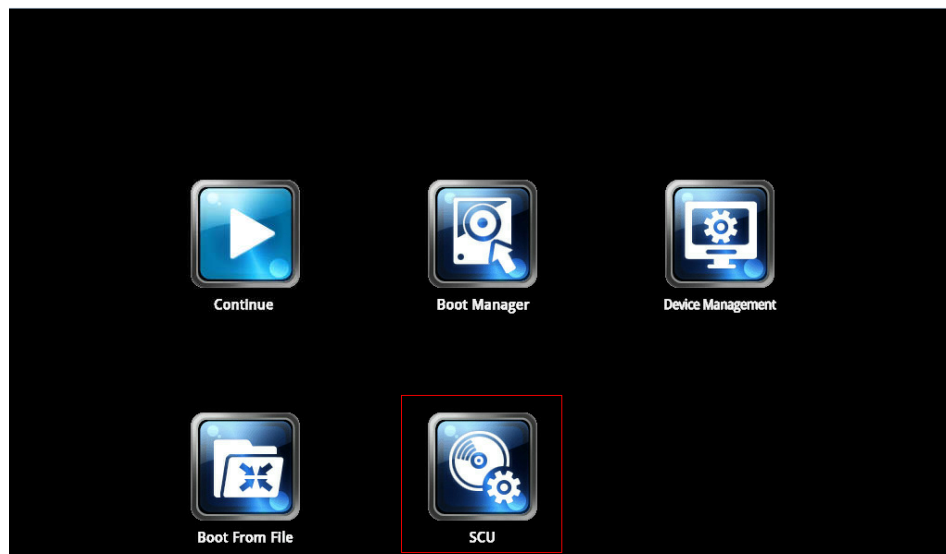 Continue
Boot Manager
Device Management
Boot From File
SCU